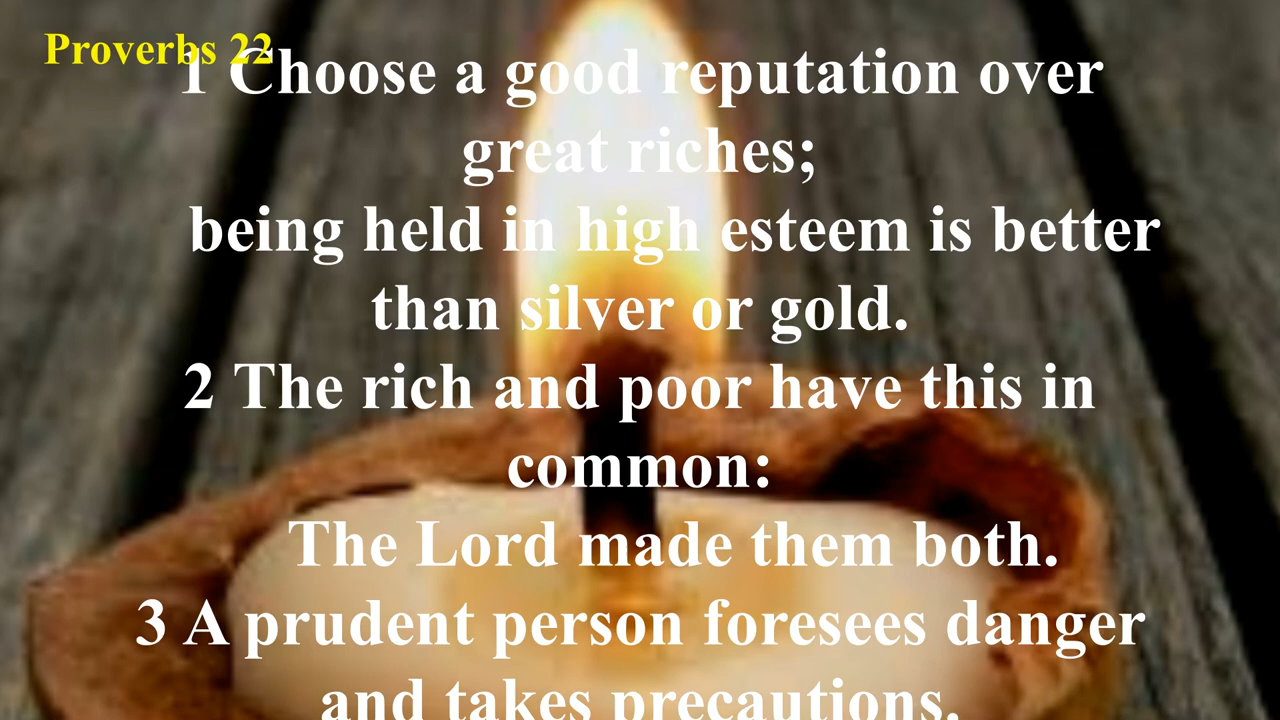 Proverbs 22
1 Choose a good reputation over
great riches;
being held in high esteem is better
than silver or gold.
2 The rich and poor have this in
common:
The Lord made them both.
3 A prudent person foresees danger
and takes precautions.